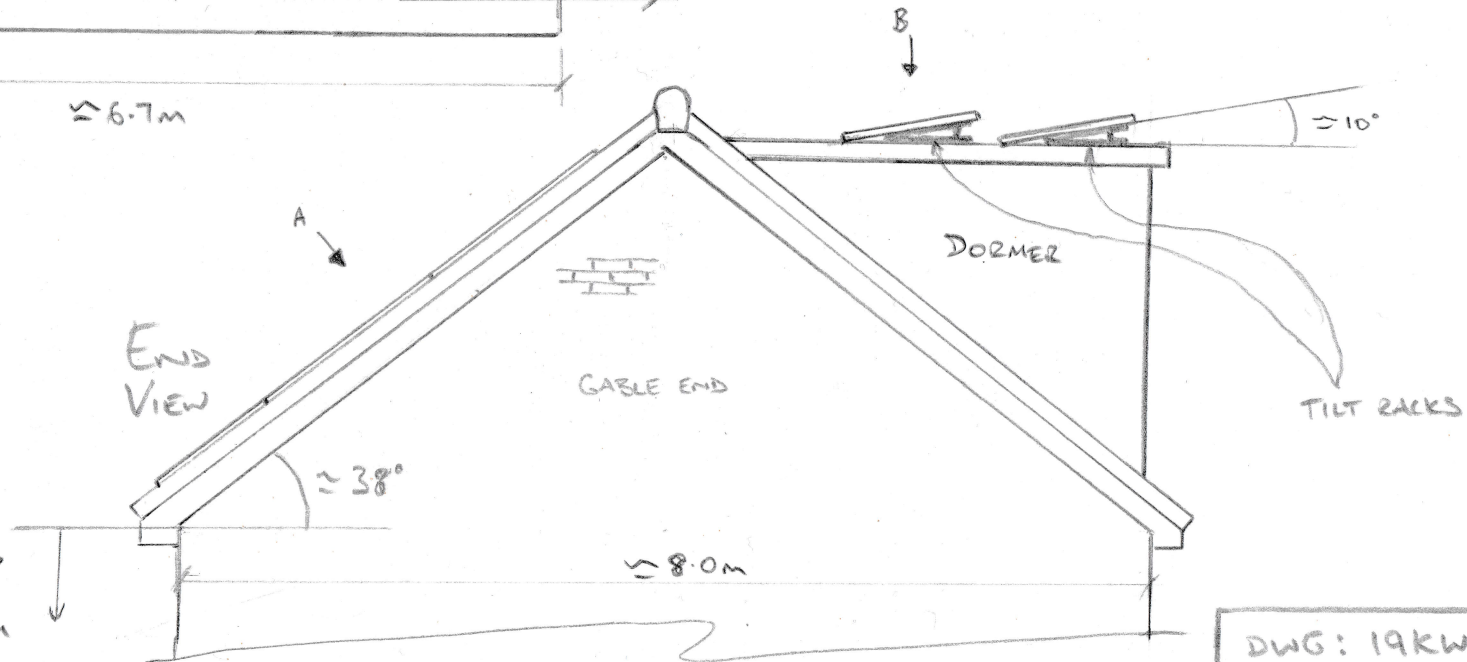 ≃ 6.7m
B
≃ 10°
A
DORMER
END
VIEW
GABLE END
TILT RACKS
≃ 38°
≃ 8.0m
DWG: 19KW